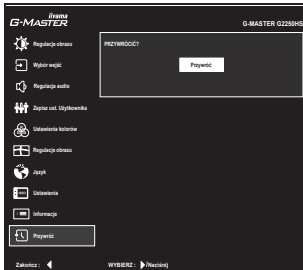 iiyama
G-MASTER
G-MASTER G2250HS
Regulacje obrazu
PRZYWRÓCIĆ?
Przywróć
Wybór wejść
Regulacja audio
Zapisz ust. Użytkownika
Ustawienia kolorów
Regulacje obrazu
Język
Ustawienia
Informacje
Przywróć
Zakończ :
WYBIERZ : /Naciśnij